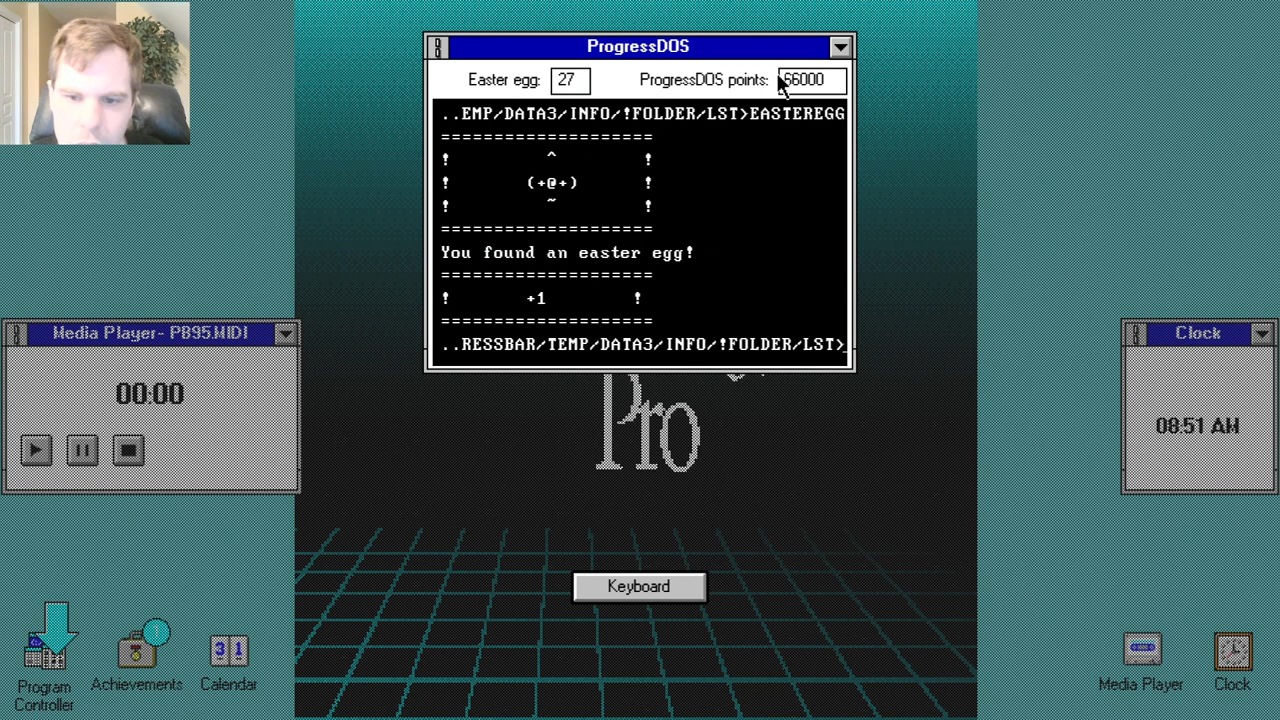 ProgressDOS
Easter egg: 27 ProgressDOS points: 66000
..EMP/DATA3/INFO/!FOLDER/LST>EASTEREGG
====================
! ^ !
! (+@+) !
! ~ !
====================
You found an easter egg!
====================
! +1 !
====================
..RESSBAR/TEMP/DATA3/INFO/!FOLDER/LST>_
Media Player- PB95.MIDI
00:00
Clock
08:51 AM
Pro
Keyboard
Program
Controller
Achievements
1
31
Calendar
Media Player
Clock